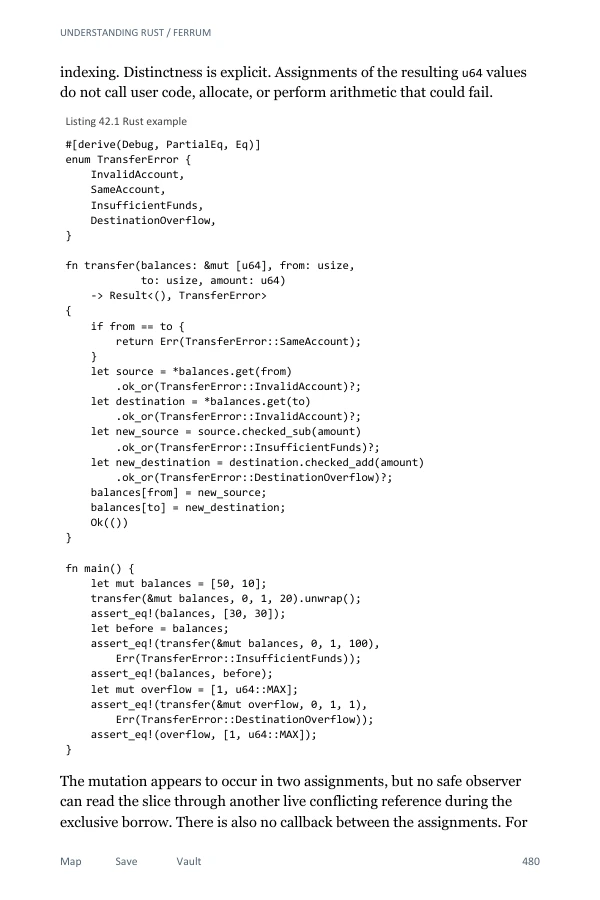 UNDERSTANDING RUST / FERRUM
indexing. Distinctness is explicit. Assignments of the resulting u64 values
do not call user code, allocate, or perform arithmetic that could fail.
Listing 42.1 Rust example
#[derive(Debug, PartialEq, Eq)]
enum TransferError {
    InvalidAccount,
    SameAccount,
    InsufficientFunds,
    DestinationOverflow,
}
fn transfer(balances: &mut [u64], from: usize,
            to: usize, amount: u64)
    -> Result<(), TransferError>
{
    if from == to {
        return Err(TransferError::SameAccount);
    }
    let source = *balances.get(from)
        .ok_or(TransferError::InvalidAccount)?;
    let destination = *balances.get(to)
        .ok_or(TransferError::InvalidAccount)?;
    let new_source = source.checked_sub(amount)
        .ok_or(TransferError::InsufficientFunds)?;
    let new_destination = destination.checked_add(amount)
        .ok_or(TransferError::DestinationOverflow)?;
    balances[from] = new_source;
    balances[to] = new_destination;
    Ok(())
}
fn main() {
    let mut balances = [50, 10];
    transfer(&mut balances, 0, 1, 20).unwrap();
    assert_eq!(balances, [30, 30]);
    let before = balances;
    assert_eq!(transfer(&mut balances, 0, 1, 100),
        Err(TransferError::InsufficientFunds));
    assert_eq!(balances, before);
    let mut overflow = [1, u64::MAX];
    assert_eq!(transfer(&mut overflow, 0, 1, 1),
        Err(TransferError::DestinationOverflow));
    assert_eq!(overflow, [1, u64::MAX]);
}
The mutation appears to occur in two assignments, but no safe observer
can read the slice through another live conflicting reference during the
exclusive borrow. There is also no callback between the assignments. For
Map Save Vault 480